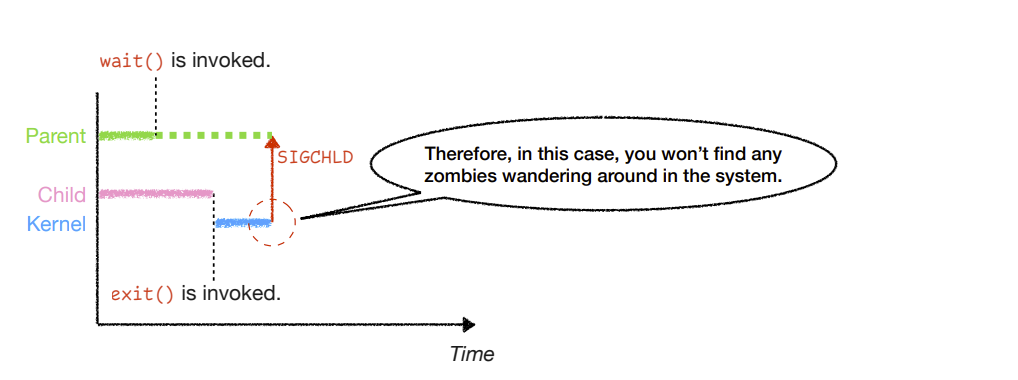 wait() is invoked.
Parent
SIGCHLD
Therefore, in this case, you won’t find any
zombies wandering around in the system.
Child
Kernel
exit() is invoked.
Time